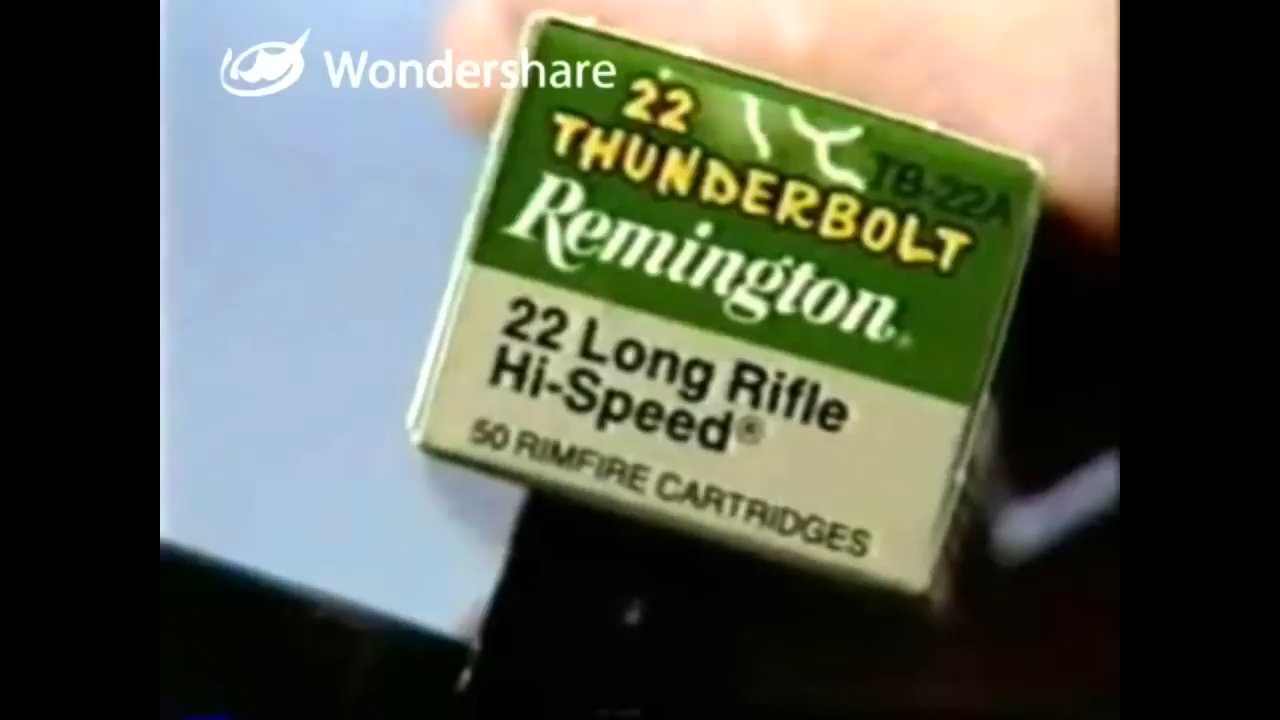 Wondershare
22
THUNDERBOLT
TB-22A
Remington®
22 Long Rifle
Hi-Speed®
50 RIMFIRE CARTRIDGES